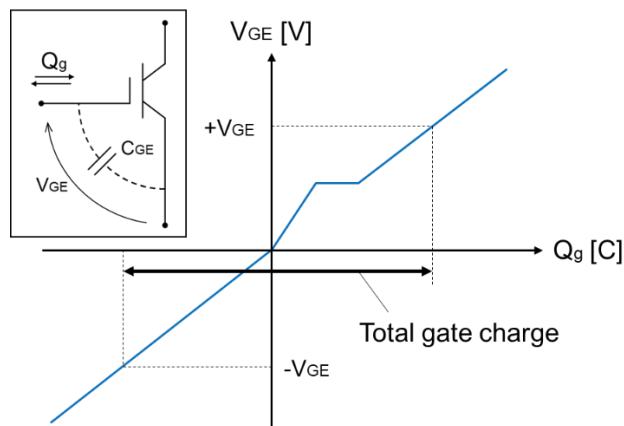 VGE [V]
Qg
CGE
VGE
+VGE
Qg [C]
Total gate charge
-VGE